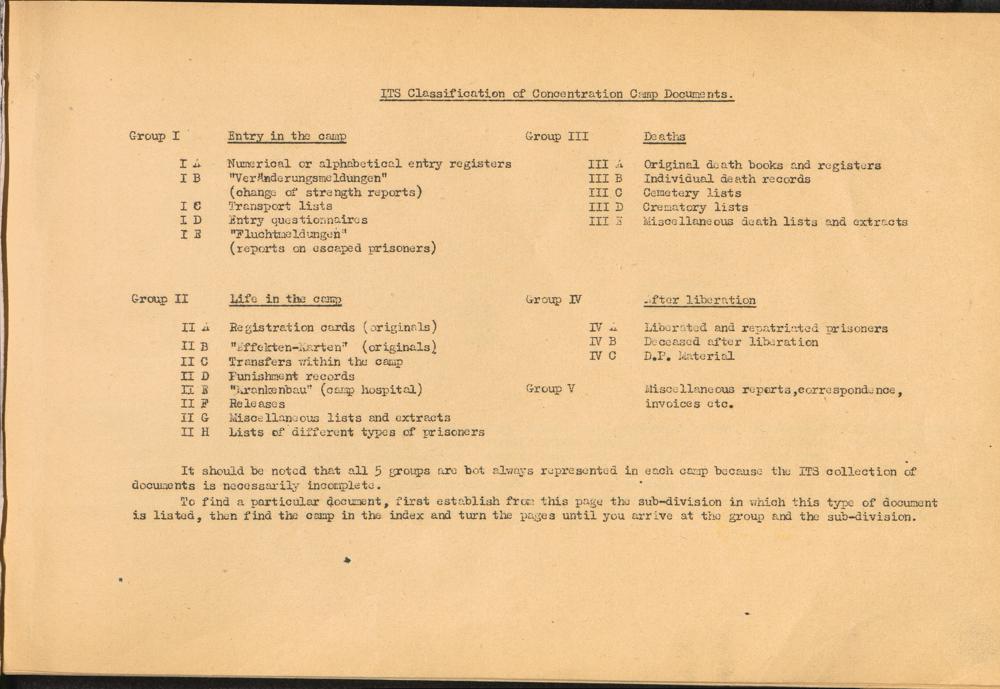 ITS Classification of Concentration Camp Documents.
Group I Entry in the camp
I A Numerical or alphabetical entry registers
I B "Veränderungsmeldungen"
(change of strength reports)
I C Transport lists
I D Entry questionnaires
I E "Fluchtmeldungen"
(reports on escaped prisoners)
Group III Deaths
III A Original death books and registers
III B Individual death records
III C Cemetery lists
III D Crematory lists
III E Miscellaneous death lists and extracts
Group II Life in the camp
II A Registration cards (originals)
II B "Effekten-Karten" (originals)
II C Transfers within the camp
II D Punishment records
II E "Krankenbau" (camp hospital)
II F Releases
II G Miscellaneous lists and extracts
II H Lists of different types of prisoners
Group IV After liberation
IV A Liberated and repatriated prisoners
IV B Deceased after liberation
IV C D.P. Material
Group V Miscellaneous reports,correspondence,
invoices etc.
It should be noted that all 5 groups are bot always represented in each camp because the ITS collection of
documents is necessarily incomplete.
To find a particular document, first establish from this page the sub-division in which this type of document
is listed, then find the camp in the index and turn the pages until you arrive at the group and the sub-division.